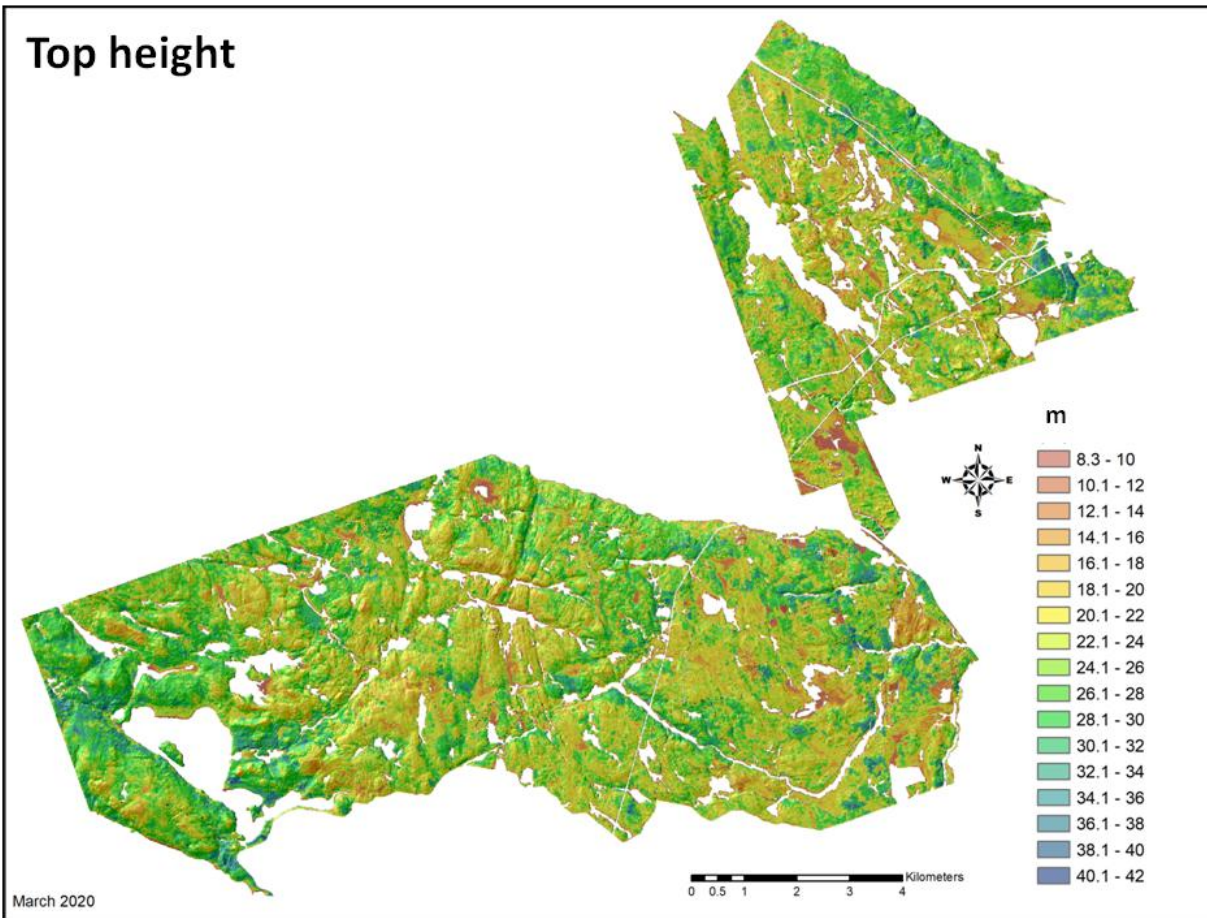 Top height
m
N
W E
S
8.3 - 10
10.1 - 12
12.1 - 14
14.1 - 16
16.1 - 18
18.1 - 20
20.1 - 22
22.1 - 24
24.1 - 26
26.1 - 28
28.1 - 30
30.1 - 32
32.1 - 34
34.1 - 36
36.1 - 38
38.1 - 40
40.1 - 42
Kilometers
0 0.5 1 2 3 4
March 2020